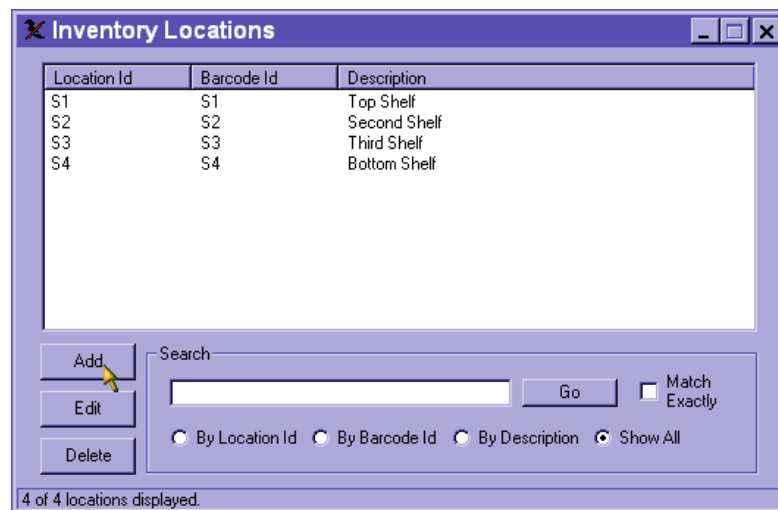 Inventory Locations
Location Id Barcode Id Description
S1 S1 Top Shelf
S2 S2 Second Shelf
S3 S3 Third Shelf
S4 S4 Bottom Shelf
Add
Edit
Delete
Search
Go
Match
Exactly
By Location Id By Barcode Id By Description Show All
4 of 4 locations displayed.